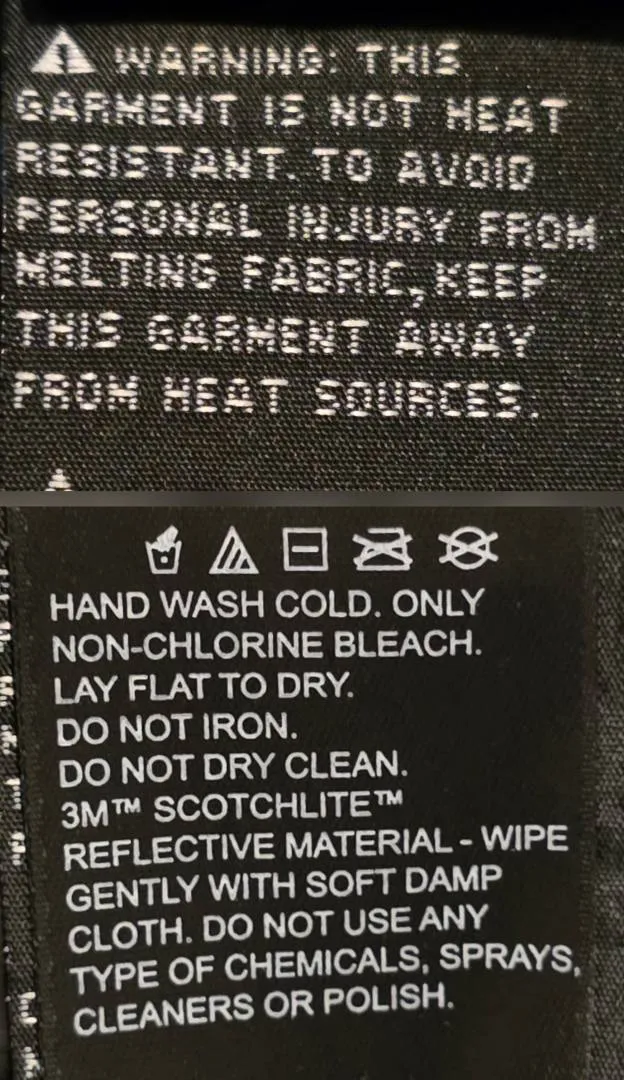 WARNING: THIS
GARMENT IS NOT HEAT
RESISTANT. TO AVOID
PERSONAL INJURY FROM
MELTING FABRIC, KEEP
THIS GARMENT AWAY
FROM HEAT SOURCES.
HAND WASH COLD. ONLY
NON-CHLORINE BLEACH.
LAY FLAT TO DRY.
DO NOT IRON.
DO NOT DRY CLEAN.
3M™ SCOTCHLITE™
REFLECTIVE MATERIAL - WIPE
GENTLY WITH SOFT DAMP
CLOTH. DO NOT USE ANY
TYPE OF CHEMICALS, SPRAYS,
CLEANERS OR POLISH.